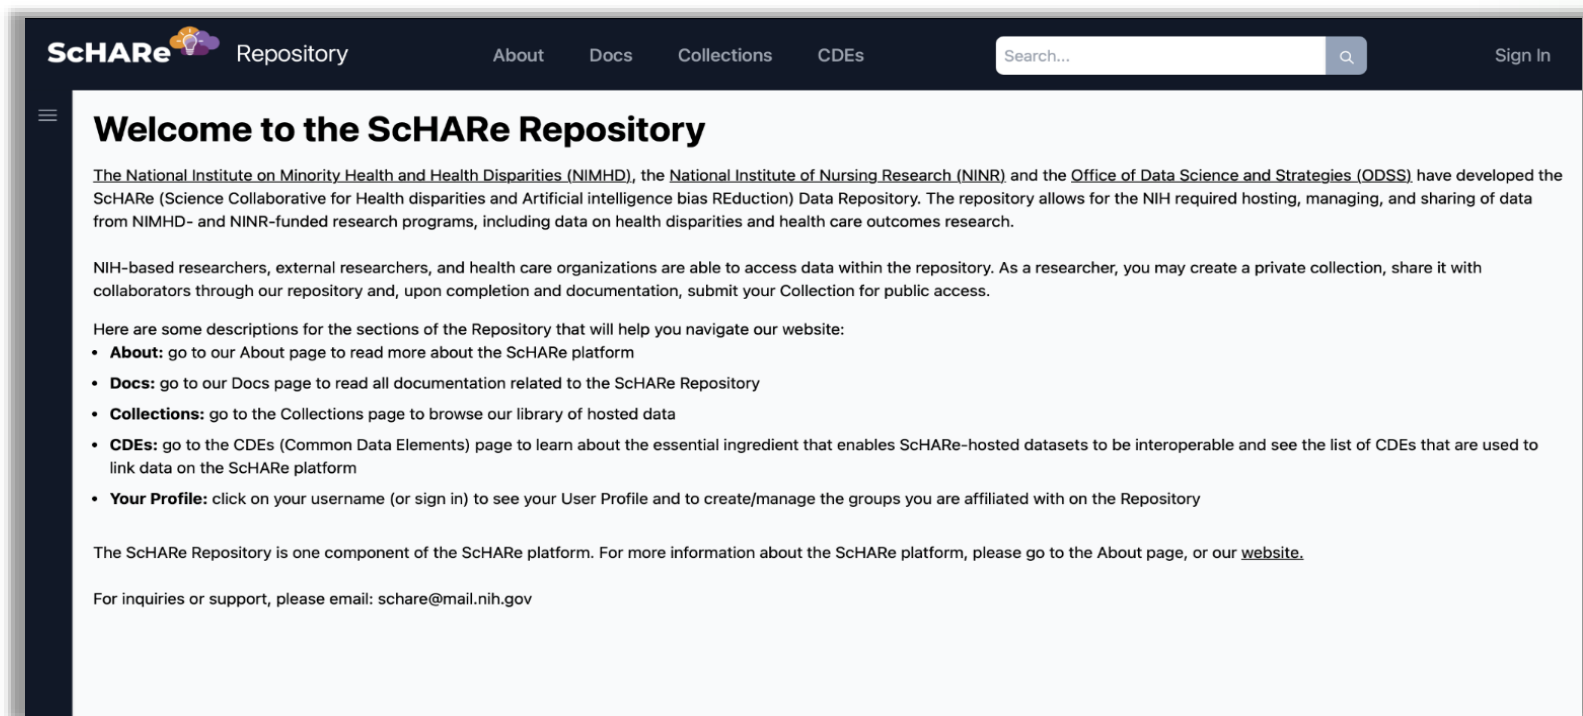 ScHARe Repository About Docs Collections CDEs Search... Sign In
Welcome to the ScHARe Repository
The National Institute on Minority Health and Health Disparities (NIMHD), the National Institute of Nursing Research (NINR) and the Office of Data Science and Strategies (ODSS) have developed the
ScHARe (Science Collaborative for Health disparities and Artificial intelligence bias REduction) Data Repository. The repository allows for the NIH required hosting, managing, and sharing of data
from NIMHD- and NINR-funded research programs, including data on health disparities and health care outcomes research.
NIH-based researchers, external researchers, and health care organizations are able to access data within the repository. As a researcher, you may create a private collection, share it with
collaborators through our repository and, upon completion and documentation, submit your Collection for public access.
Here are some descriptions for the sections of the Repository that will help you navigate our website:
• About: go to our About page to read more about the ScHARe platform
• Docs: go to our Docs page to read all documentation related to the ScHARe Repository
• Collections: go to the Collections page to browse our library of hosted data
• CDEs: go to the CDEs (Common Data Elements) page to learn about the essential ingredient that enables ScHARe-hosted datasets to be interoperable and see the list of CDEs that are used to
link data on the ScHARe platform
• Your Profile: click on your username (or sign in) to see your User Profile and to create/manage the groups you are affiliated with on the Repository
The ScHARe Repository is one component of the ScHARe platform. For more information about the ScHARe platform, please go to the About page, or our website.
For inquiries or support, please email: schare@mail.nih.gov